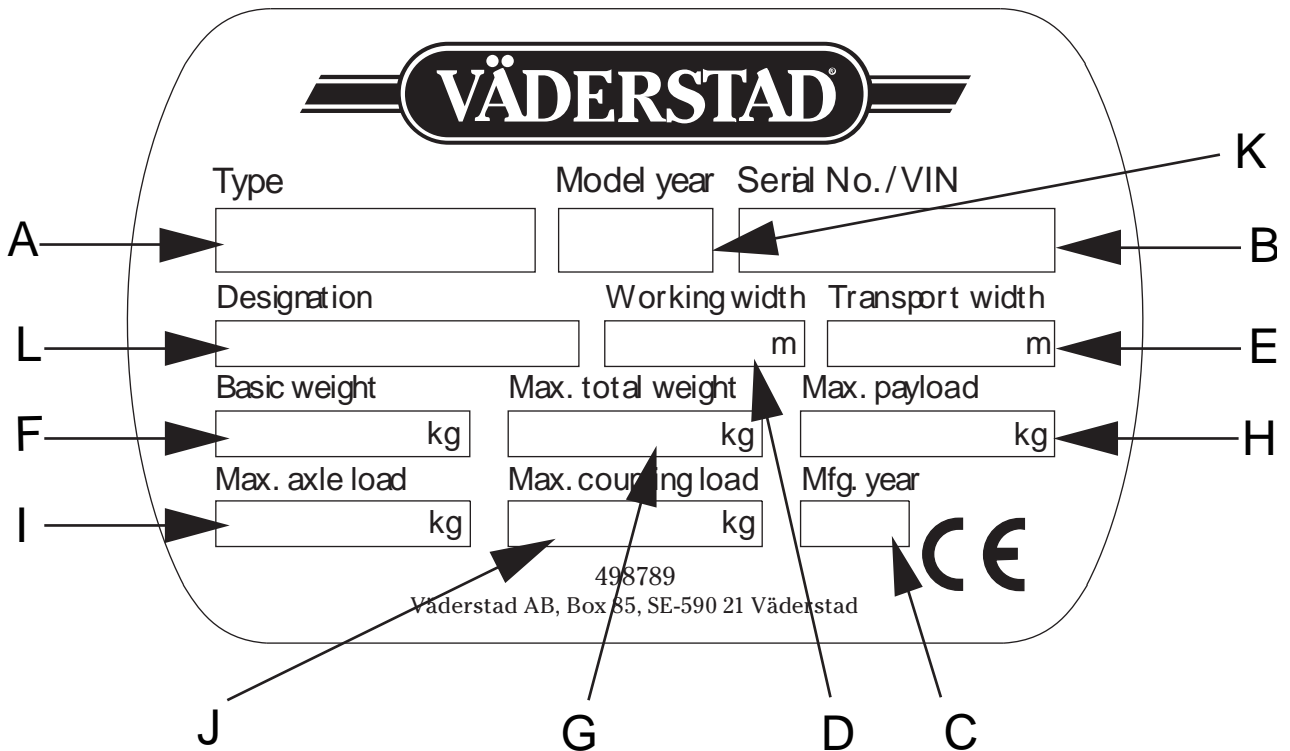 VÄDERSTAD®
K
Type Model year Serial No./VIN
A B
Designation Working width Transport width
L m m E
Basic weight Max. total weight Max. payload
F kg kg kg H
Max. axle load Max. coupling load Mfg. year
I kg kg CE
498789
Väderstad AB, Box 85, SE-590 21 Väderstad
J G D C